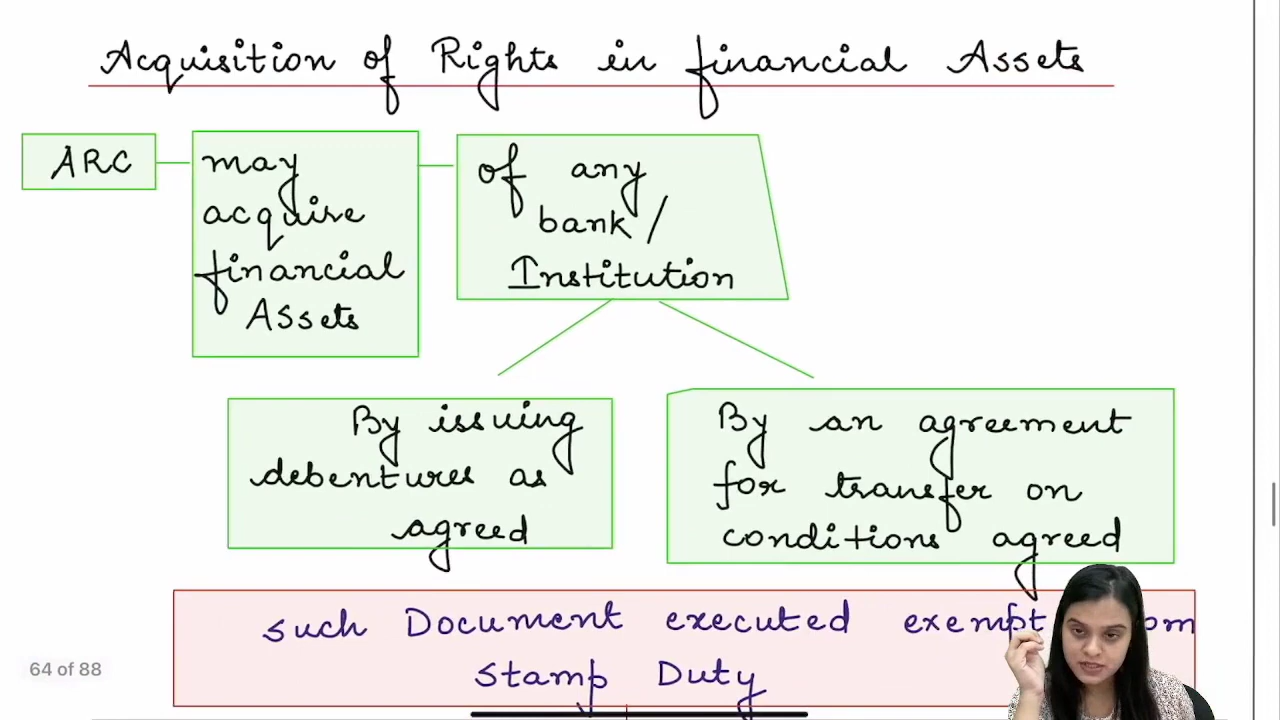 Acquisition of Rights in financial Assets
ARC
may
acquire
financial
Assets
of any
bank /
Institution
By issuing
debentures as
agreed
By an agreement
for transfer on
conditions agreed
such Document executed exempt
Stamp Duty
64 of 88